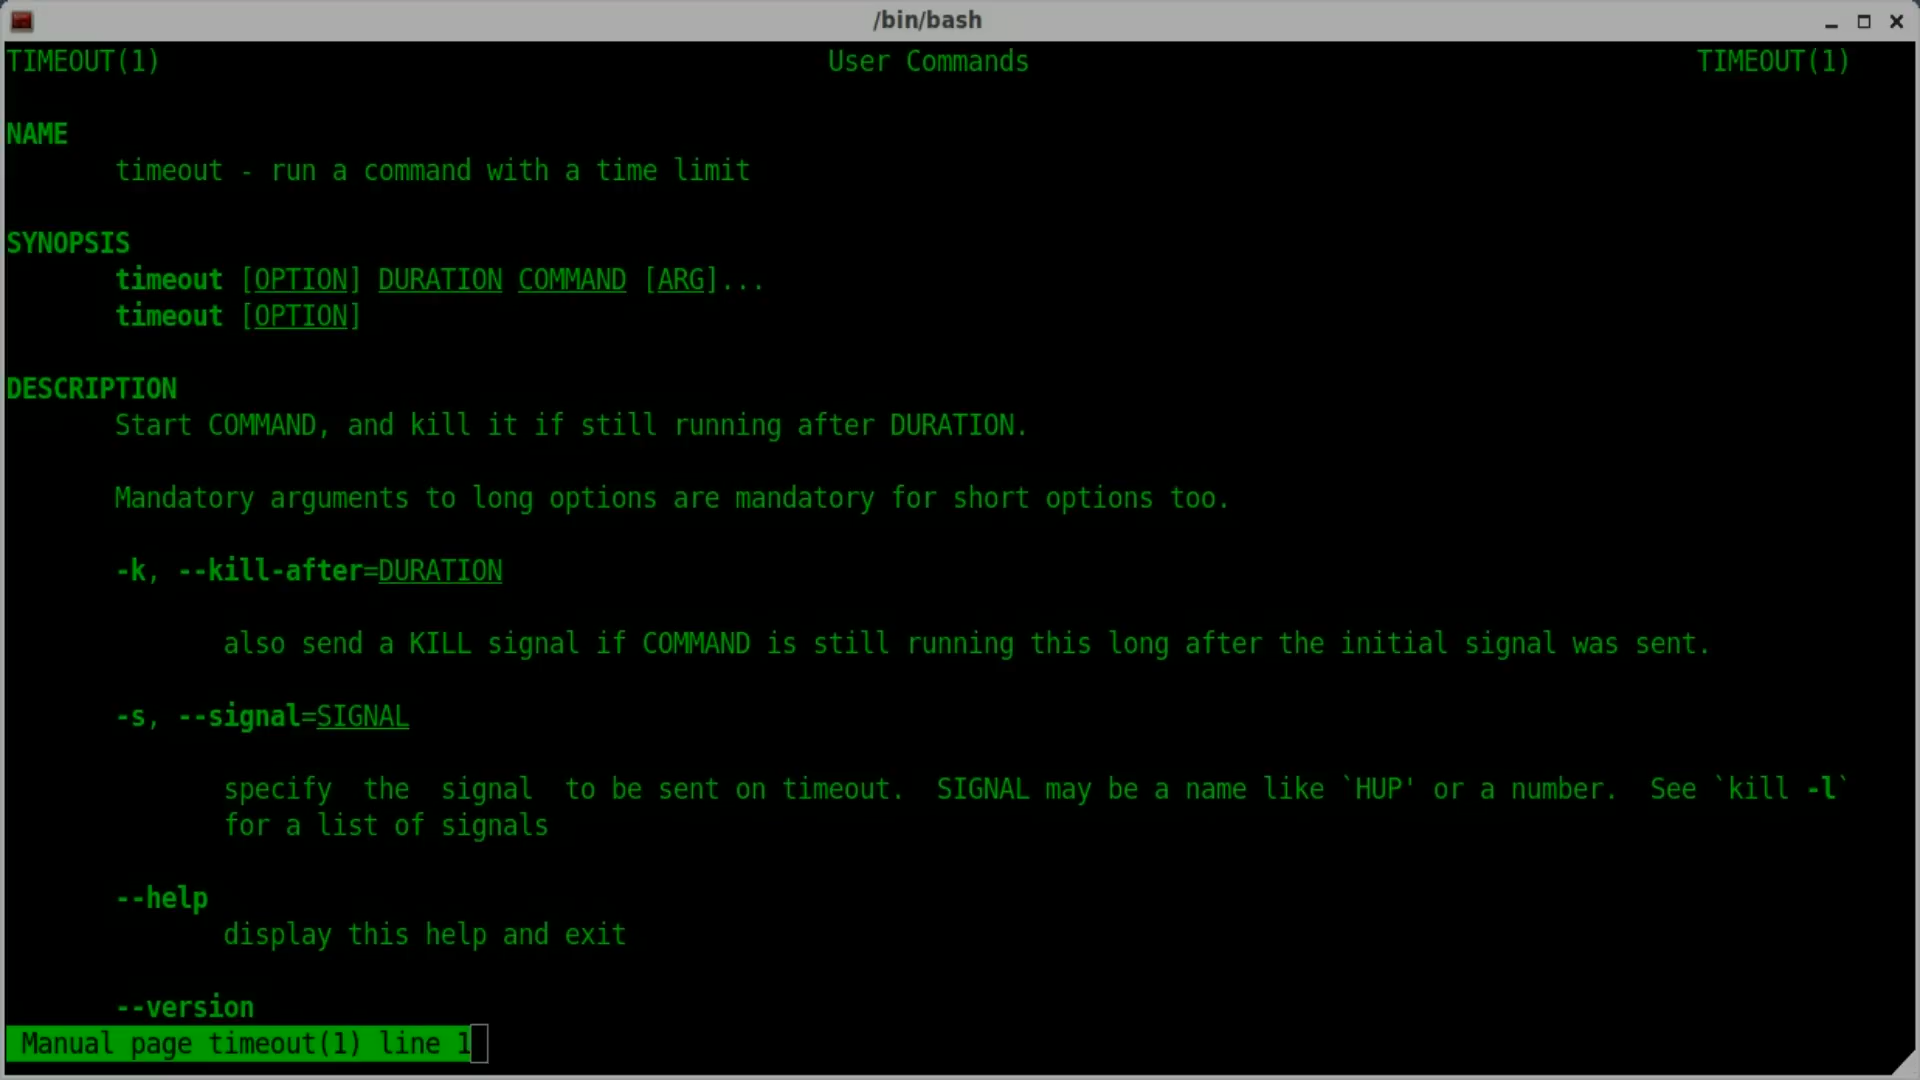 /bin/bash
TIMEOUT(1) User Commands TIMEOUT(1)
NAME
timeout - run a command with a time limit
SYNOPSIS
timeout [OPTION] DURATION COMMAND [ARG]...
timeout [OPTION]
DESCRIPTION
Start COMMAND, and kill it if still running after DURATION.
Mandatory arguments to long options are mandatory for short options too.
-k, --kill-after=DURATION
also send a KILL signal if COMMAND is still running this long after the initial signal was sent.
-s, --signal=SIGNAL
specify the signal to be sent on timeout. SIGNAL may be a name like `HUP' or a number. See `kill -l`
for a list of signals
--help
display this help and exit
--version
Manual page timeout(1) line 1